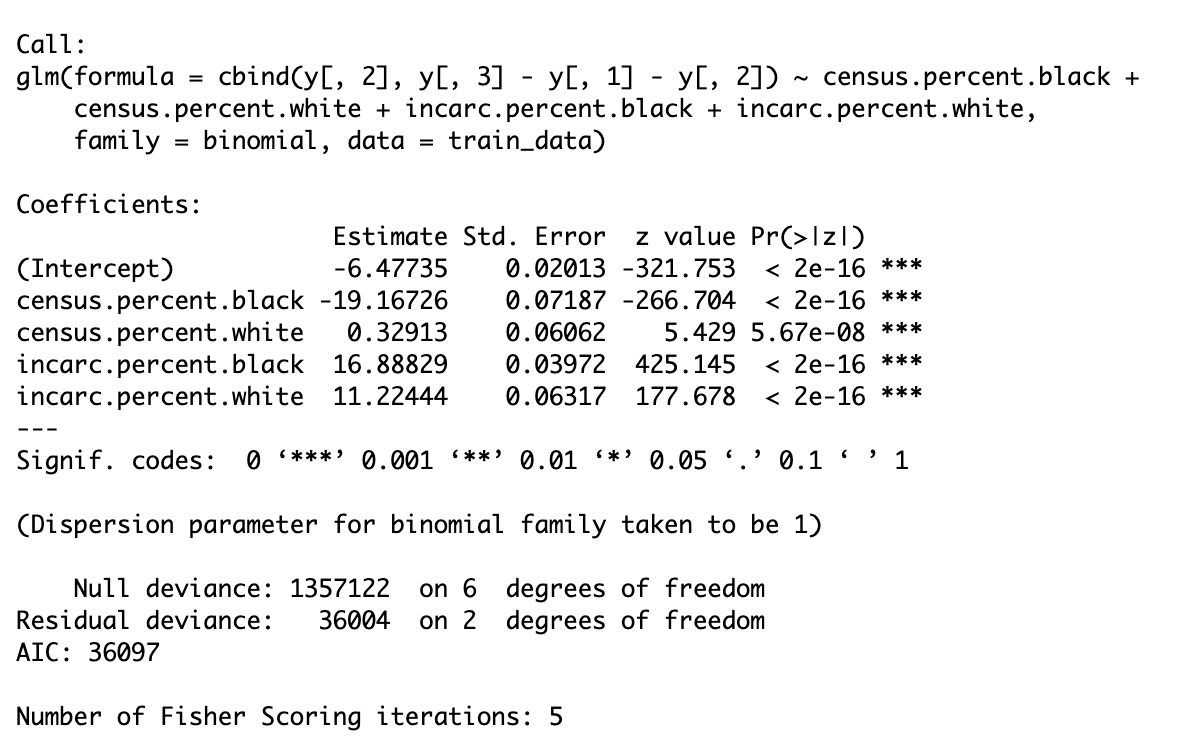 Call:
glm(formula = cbind(y[, 2], y[, 3] - y[, 1] - y[, 2]) ~ census.percent.black +
    census.percent.white + incarc.percent.black + incarc.percent.white,
    family = binomial, data = train_data)

Coefficients:
                      Estimate Std. Error  z value Pr(>|z|)
(Intercept)           -6.47735    0.02013 -321.753  < 2e-16 ***
census.percent.black -19.16726    0.07187 -266.704  < 2e-16 ***
census.percent.white   0.32913    0.06062    5.429 5.67e-08 ***
incarc.percent.black  16.88829    0.03972  425.145  < 2e-16 ***
incarc.percent.white  11.22444    0.06317  177.678  < 2e-16 ***
---
Signif. codes:  0 ‘***’ 0.001 ‘**’ 0.01 ‘*’ 0.05 ‘.’ 0.1 ‘ ’ 1

(Dispersion parameter for binomial family taken to be 1)

    Null deviance: 1357122  on 6  degrees of freedom
Residual deviance:   36004  on 2  degrees of freedom
AIC: 36097

Number of Fisher Scoring iterations: 5